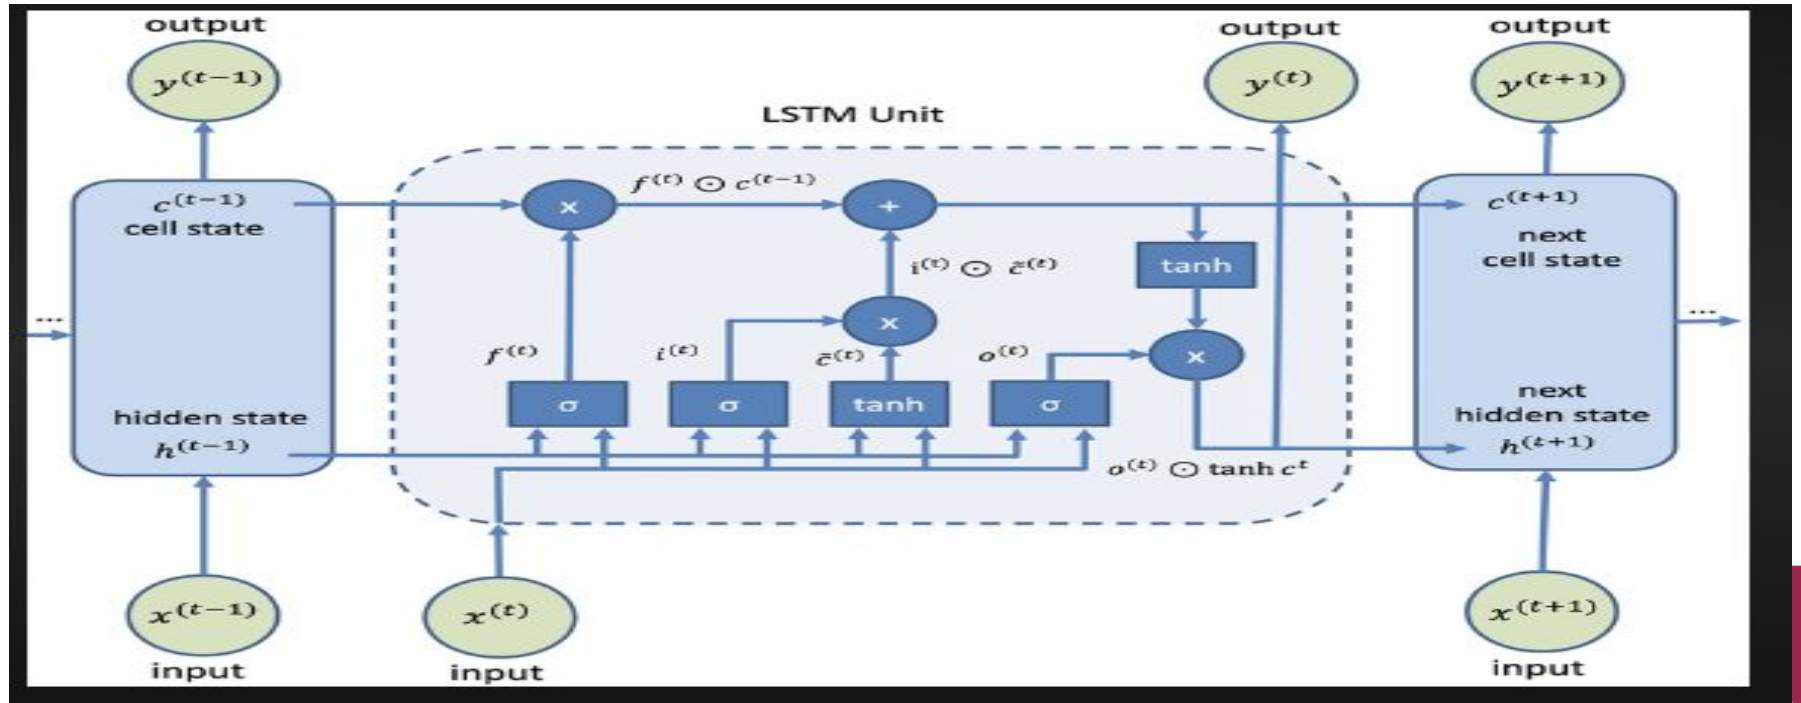 output
y^(t−1)
c^(t−1)
cell state
...
hidden state
h^(t−1)
x^(t−1)
input
LSTM Unit
f^(t) ⊙ c^(t−1)
x
+
i^(t) ⊙ c̃^(t)
tanh
x
x
f^(t)
i^(t)
c̃^(t)
o^(t)
σ
σ
tanh
σ
o^(t) ⊙ tanh c^t
x^(t)
input
output
y^(t)
output
y^(t+1)
c^(t+1)
next
cell state
...
next
hidden state
h^(t+1)
x^(t+1)
input